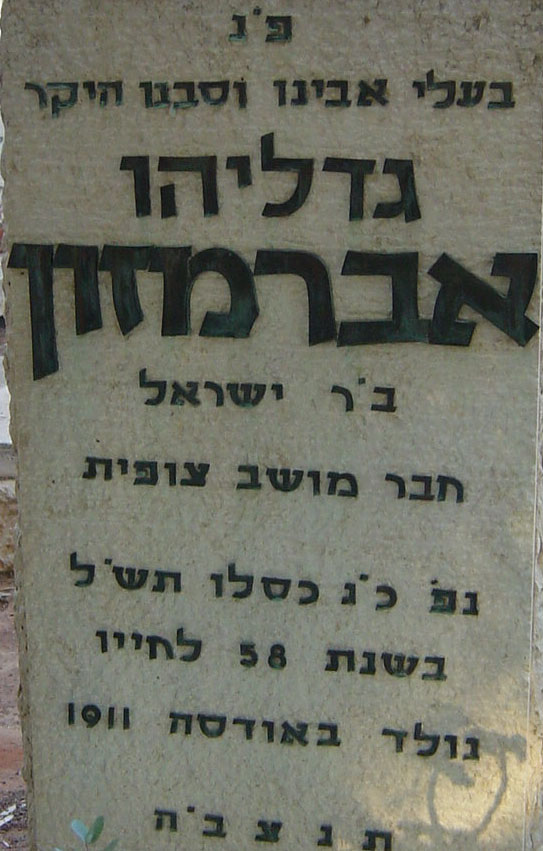 פ"נ
בעלי אבינו וסבנו היקר
גדליהו
אברמזון
ב"ר ישראל
חבר מושב צופית
נפ' כ"ג כסלו תש"ל
בשנת 58 לחייו
נולד באודסה 1911
ת נ צ ב"ה